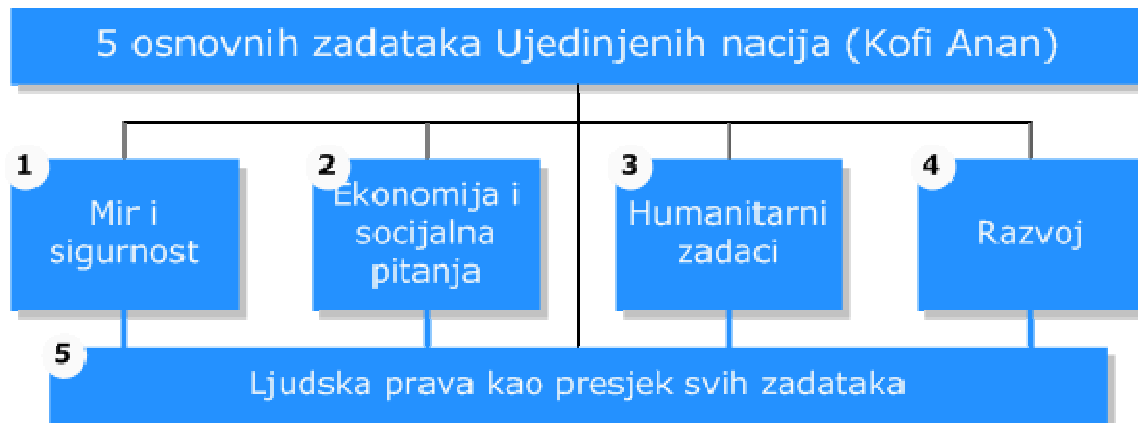 5 osnovnih zadataka Ujedinjenih nacija (Kofi Anan)
1
Mir i
sigurnost
2
Ekonomija i
socijalna
pitanja
3
Humanitarni
zadaci
4
Razvoj
5
Ljudska prava kao presjek svih zadataka